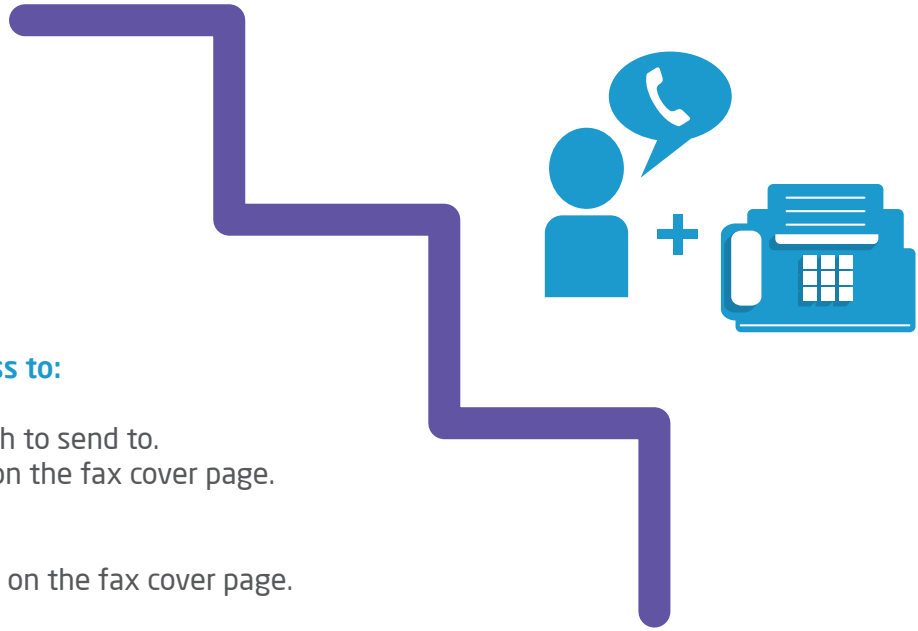 ss to:
h to send to.
on the fax cover page.
on the fax cover page.